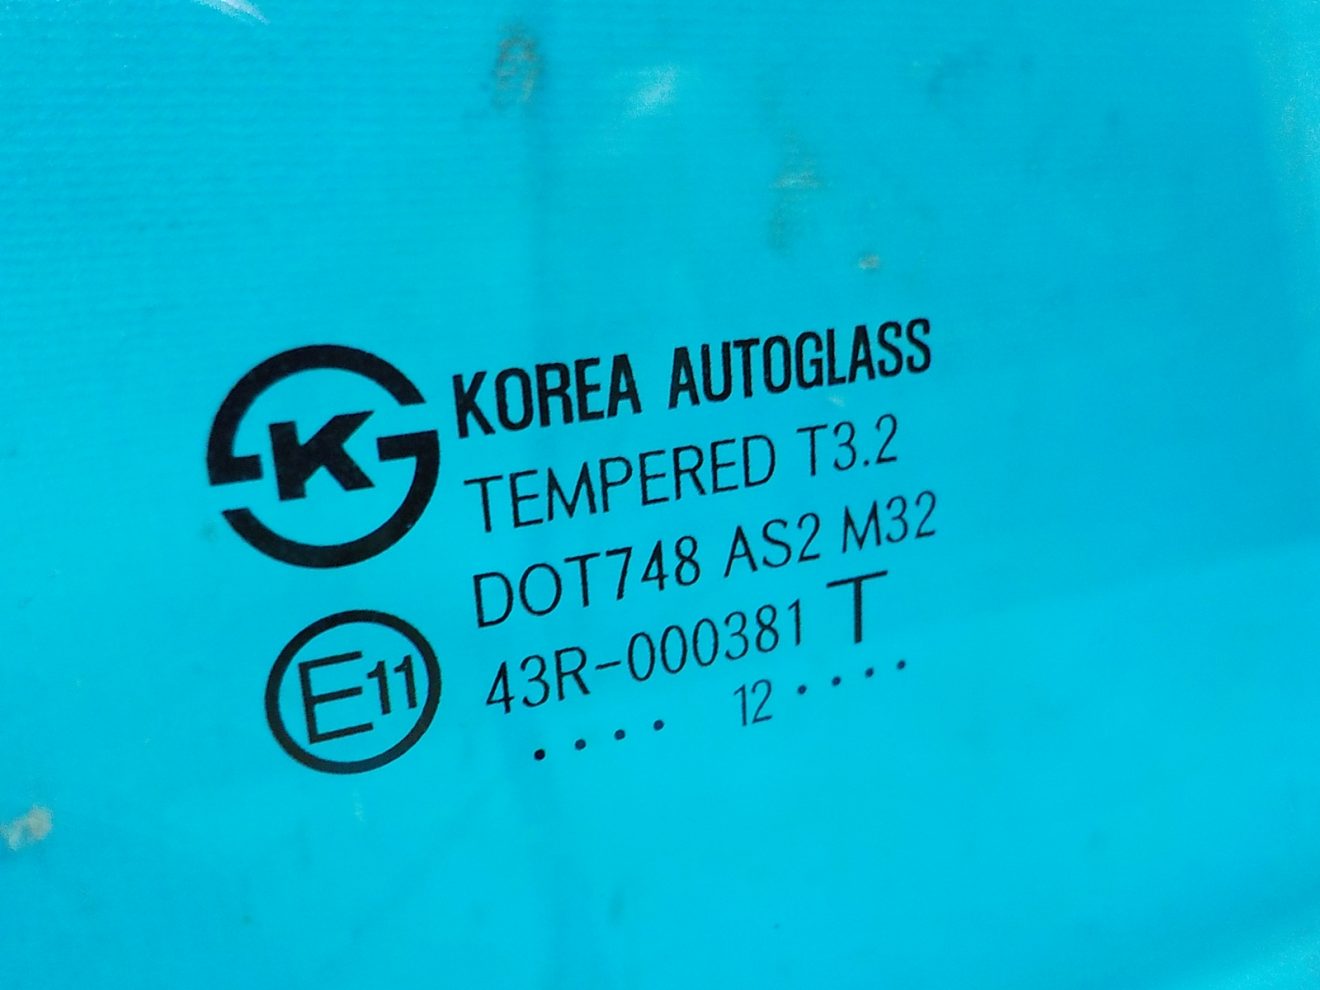 K KOREA AUTOGLASS
TEMPERED T3.2
DOT748 AS2 M32
E11 43R-000381 T
.... 12 ....